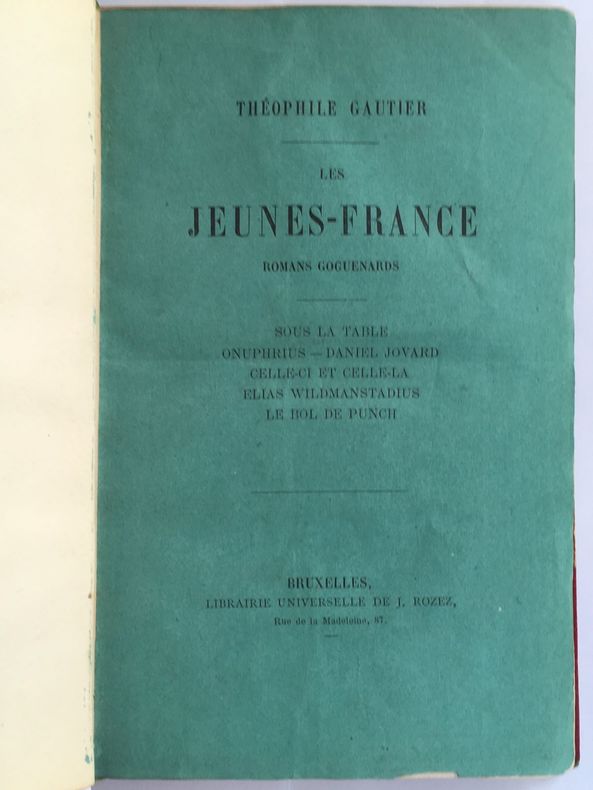 THÉOPHILE GAUTIER
LES
JEUNES-FRANCE
ROMANS GOGUENARDS
SOUS LA TABLE
ONUPHRIUS — DANIEL JOVARD
CELLE-CI ET CELLE-LA
ELIAS WILDMANSTADIUS
LE BOL DE PUNCH
BRUXELLES,
LIBRAIRIE UNIVERSELLE DE J. ROZEZ,
Rue de la Madeleine, 87.